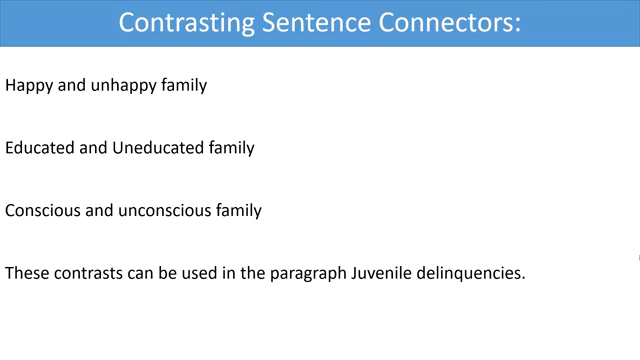 Contrasting Sentence Connectors:
Happy and unhappy family
Educated and Uneducated family
Conscious and unconscious family
These contrasts can be used in the paragraph Juvenile delinquencies.